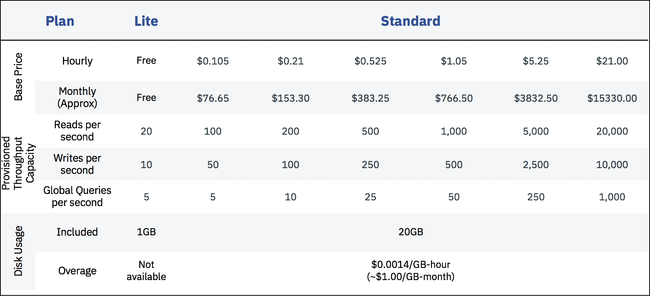 Plan Lite Standard
Base Price
Hourly Free $0.105 $0.21 $0.525 $1.05 $5.25 $21.00
Monthly
(Approx) Free $76.65 $153.30 $383.25 $766.50 $3832.50 $15330.00
Provisioned
Throughput
Capacity
Reads per
second 20 100 200 500 1,000 5,000 20,000
Writes per
second 10 50 100 250 500 2,500 10,000
Global Queries
per second 5 5 10 25 50 250 1,000
Disk Usage
Included 1GB 20GB
Overage Not
available $0.0014/GB-hour
(~$1.00/GB-month)